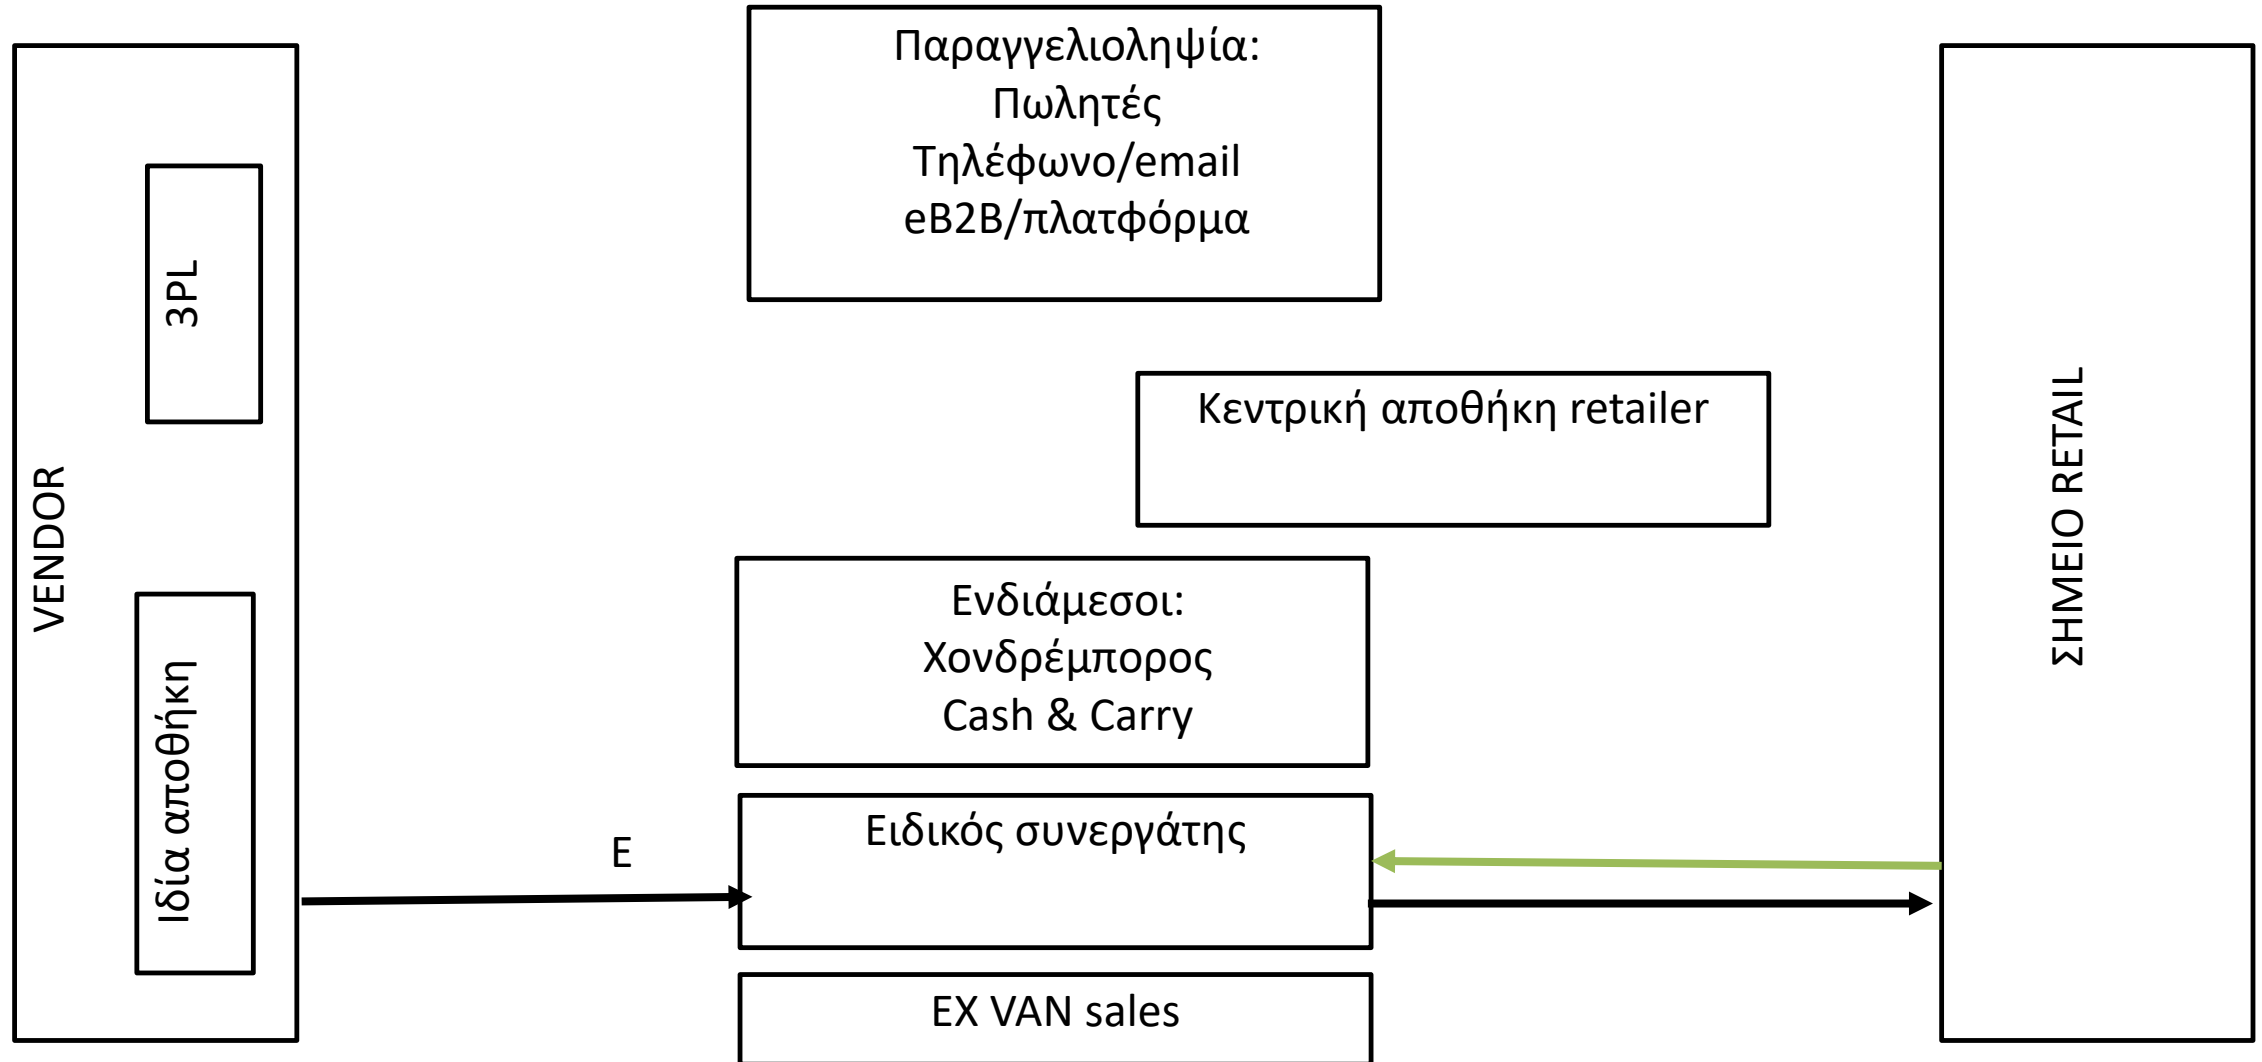 VENDOR
3PL
Ιδία αποθήκη
Παραγγελιοληψία:
Πωλητές
Τηλέφωνο/email
eB2B/πλατφόρμα
Κεντρική αποθήκη retailer
Ενδιάμεσοι:
Χονδρέμπορος
Cash & Carry
E
Ειδικός συνεργάτης
EX VAN sales
ΣΗΜΕΙΟ RETAIL